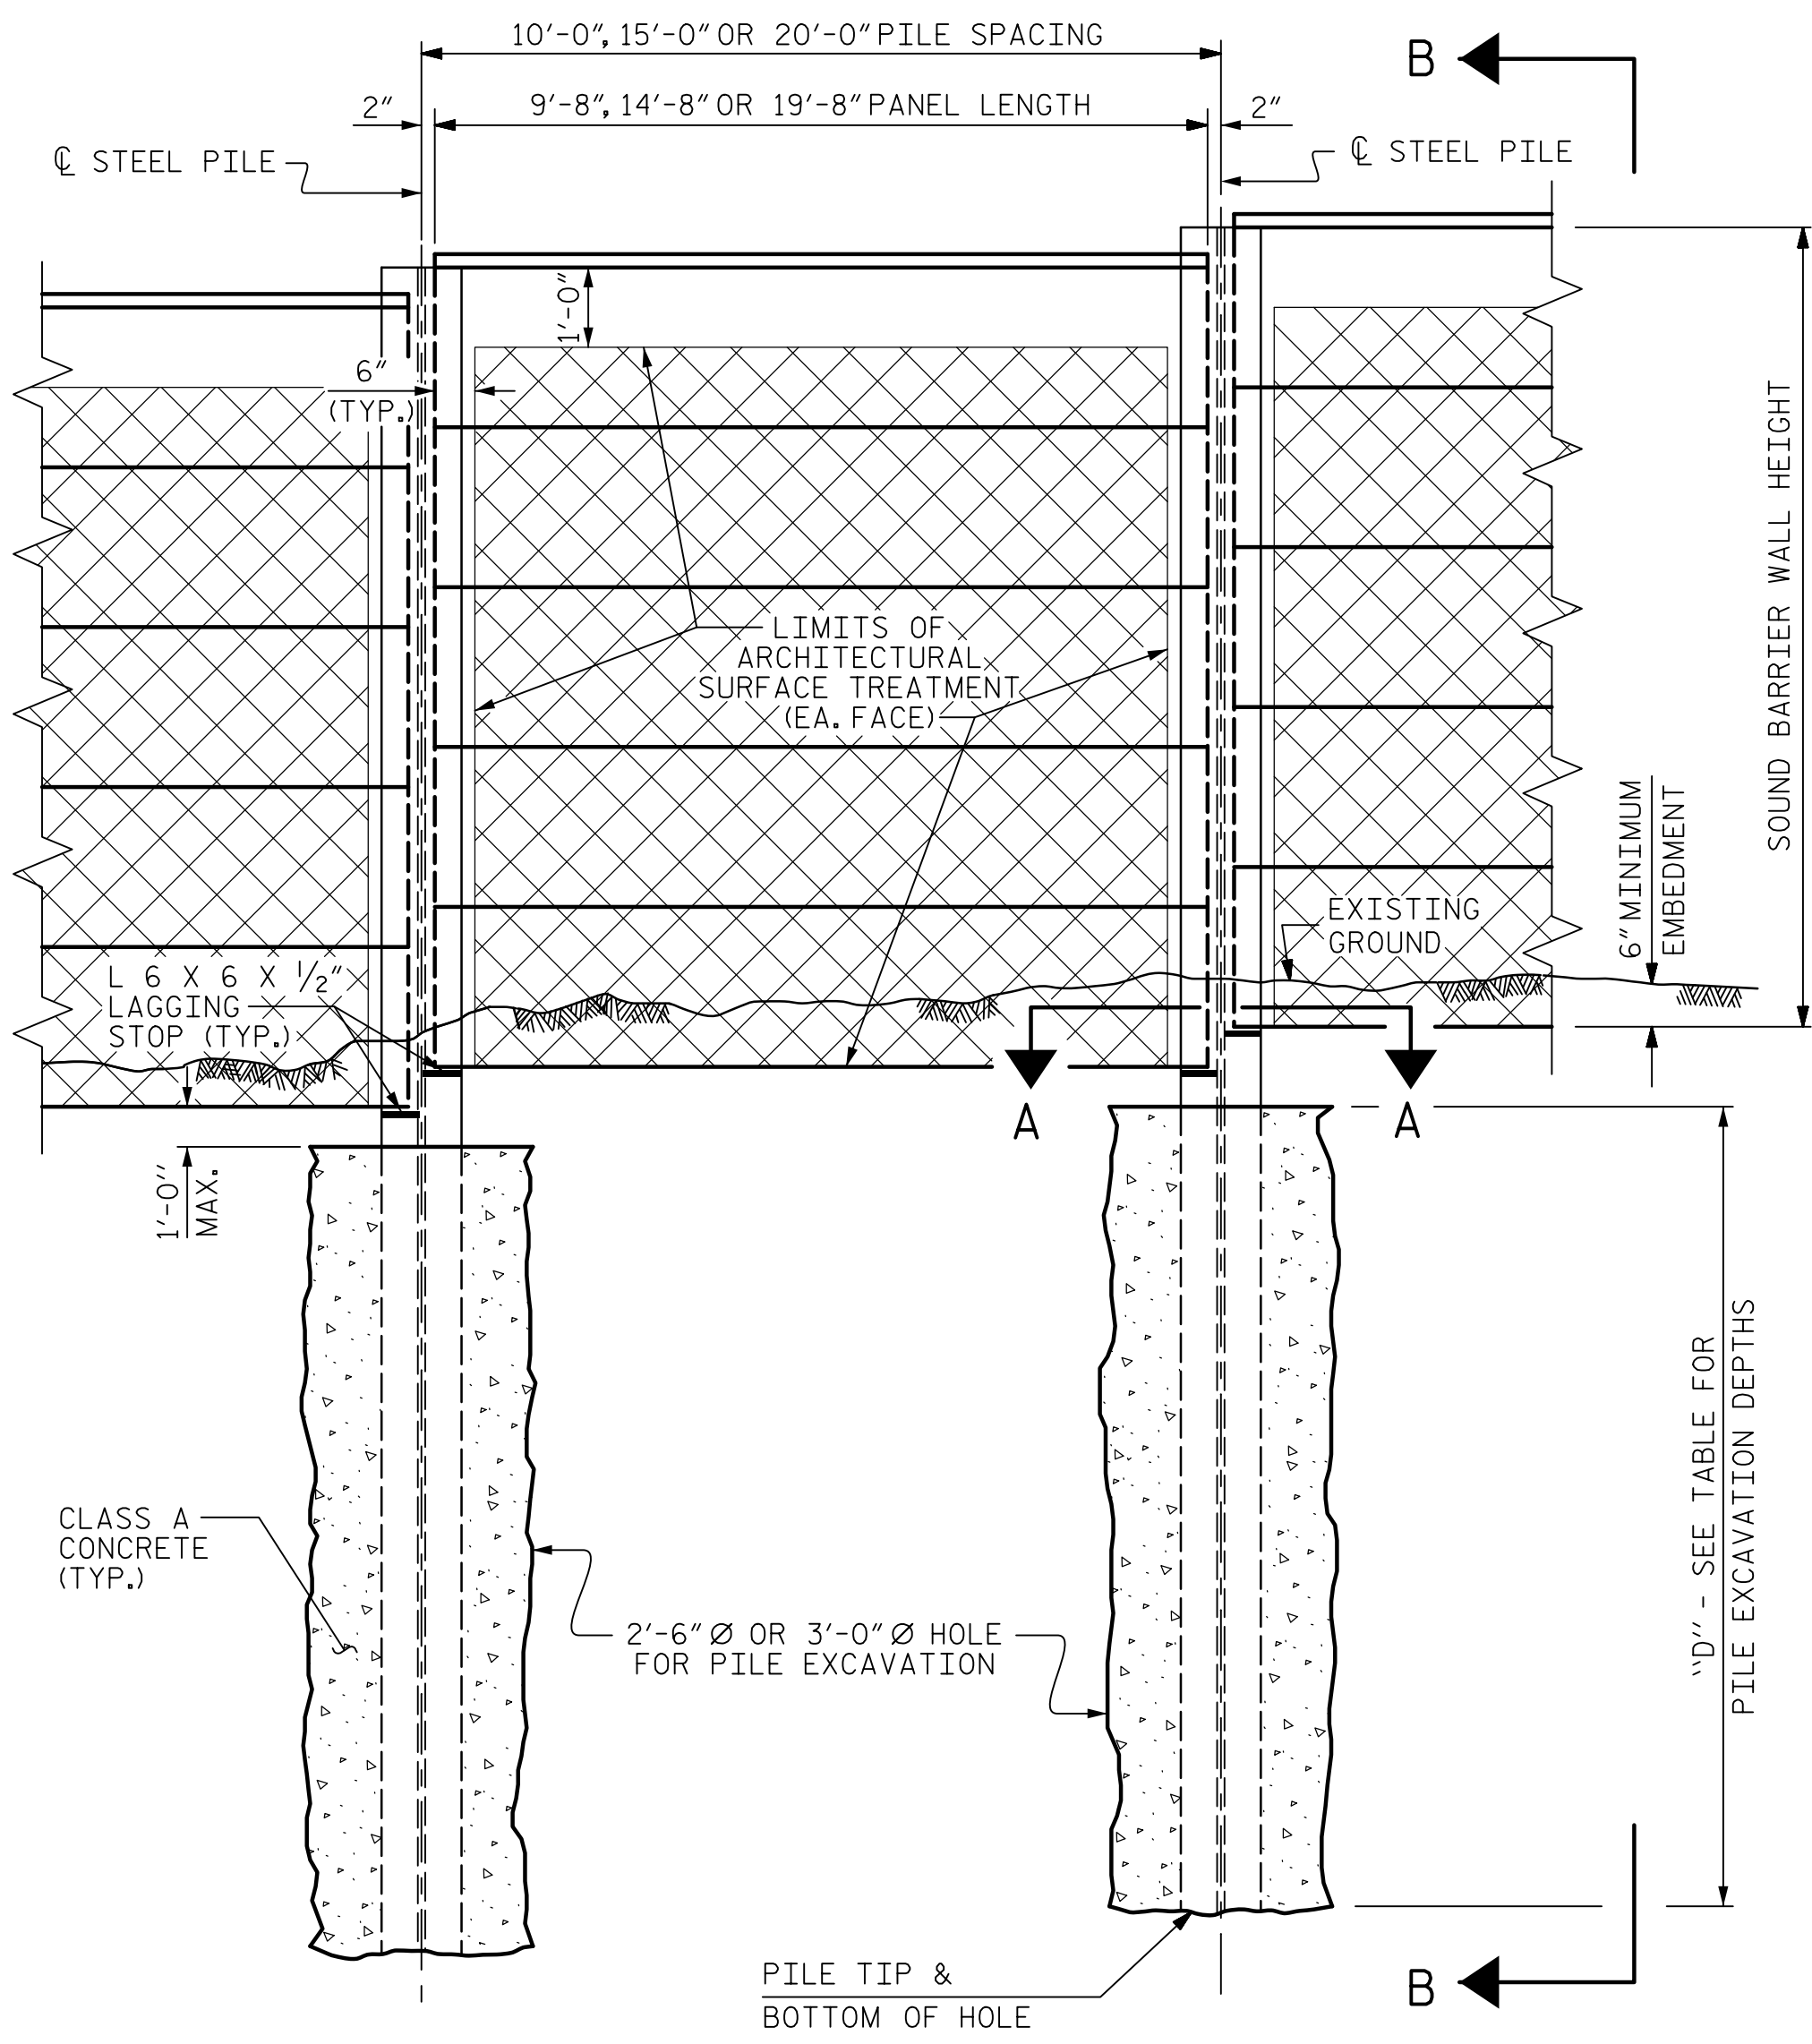 10'-0", 15'-0" OR 20'-0" PILE SPACING
B
2"
9'-8", 14'-8" OR 19'-8" PANEL LENGTH
2"
℄ STEEL PILE
℄ STEEL PILE
1'-0"
6"
(TYP.)
SOUND BARRIER WALL HEIGHT
LIMITS OF
ARCHITECTURAL
SURFACE TREATMENT
(EA. FACE)
6" MINIMUM
EMBEDMENT
EXISTING
GROUND
L 6 X 6 X 1/2"
LAGGING
STOP (TYP.)
A
A
1'-0"
MAX.
"D" - SEE TABLE FOR
PILE EXCAVATION DEPTHS
CLASS A
CONCRETE
(TYP.)
2'-6" Ø OR 3'-0" Ø HOLE
FOR PILE EXCAVATION
PILE TIP &
BOTTOM OF HOLE
B